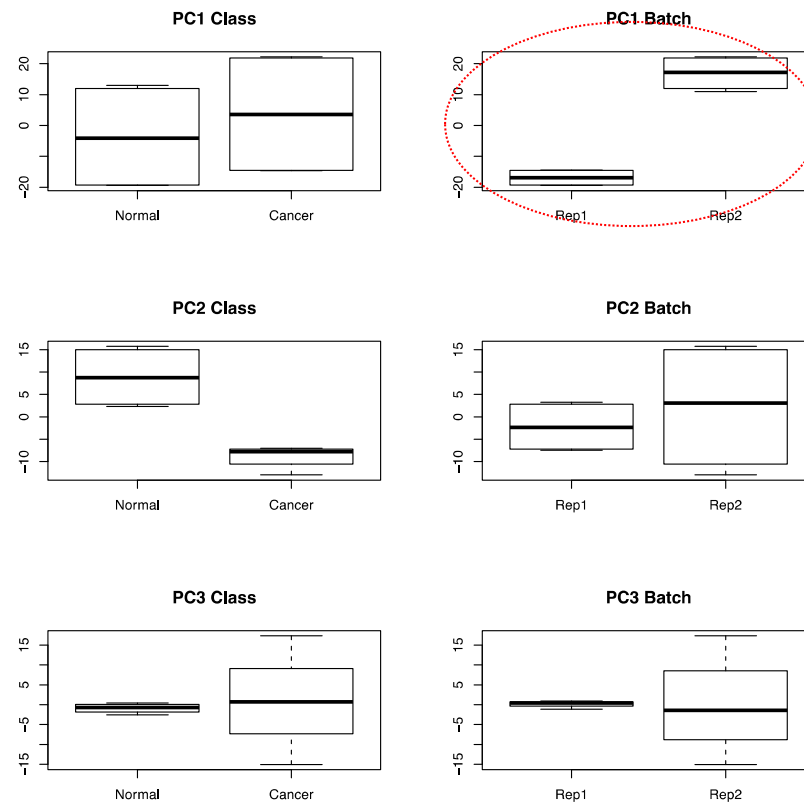 PC1 Class
20
10
0
−20
Normal
Cancer
PC1 Batch
20
10
0
−20
Rep1
Rep2
PC2 Class
15
5
0
−10
Normal
Cancer
PC2 Batch
15
5
0
−10
Rep1
Rep2
PC3 Class
15
5
−5
−15
Normal
Cancer
PC3 Batch
15
5
−5
−15
Rep1
Rep2